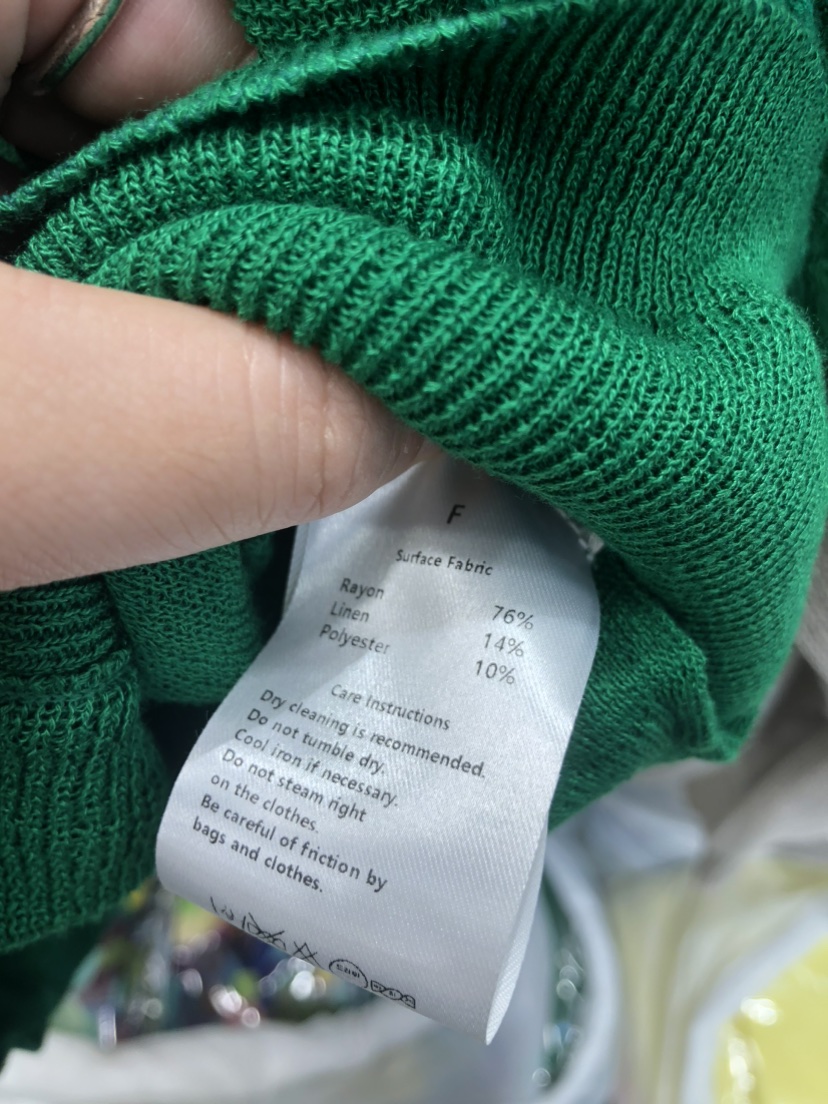 F
Surface Fabric
Rayon 76%
Linen 14%
Polyester 10%
Care Instructions
Dry cleaning is recommended.
Do not tumble dry.
Cool iron if necessary.
Do not steam right
on the clothes.
Be careful of friction by
bags and clothes.